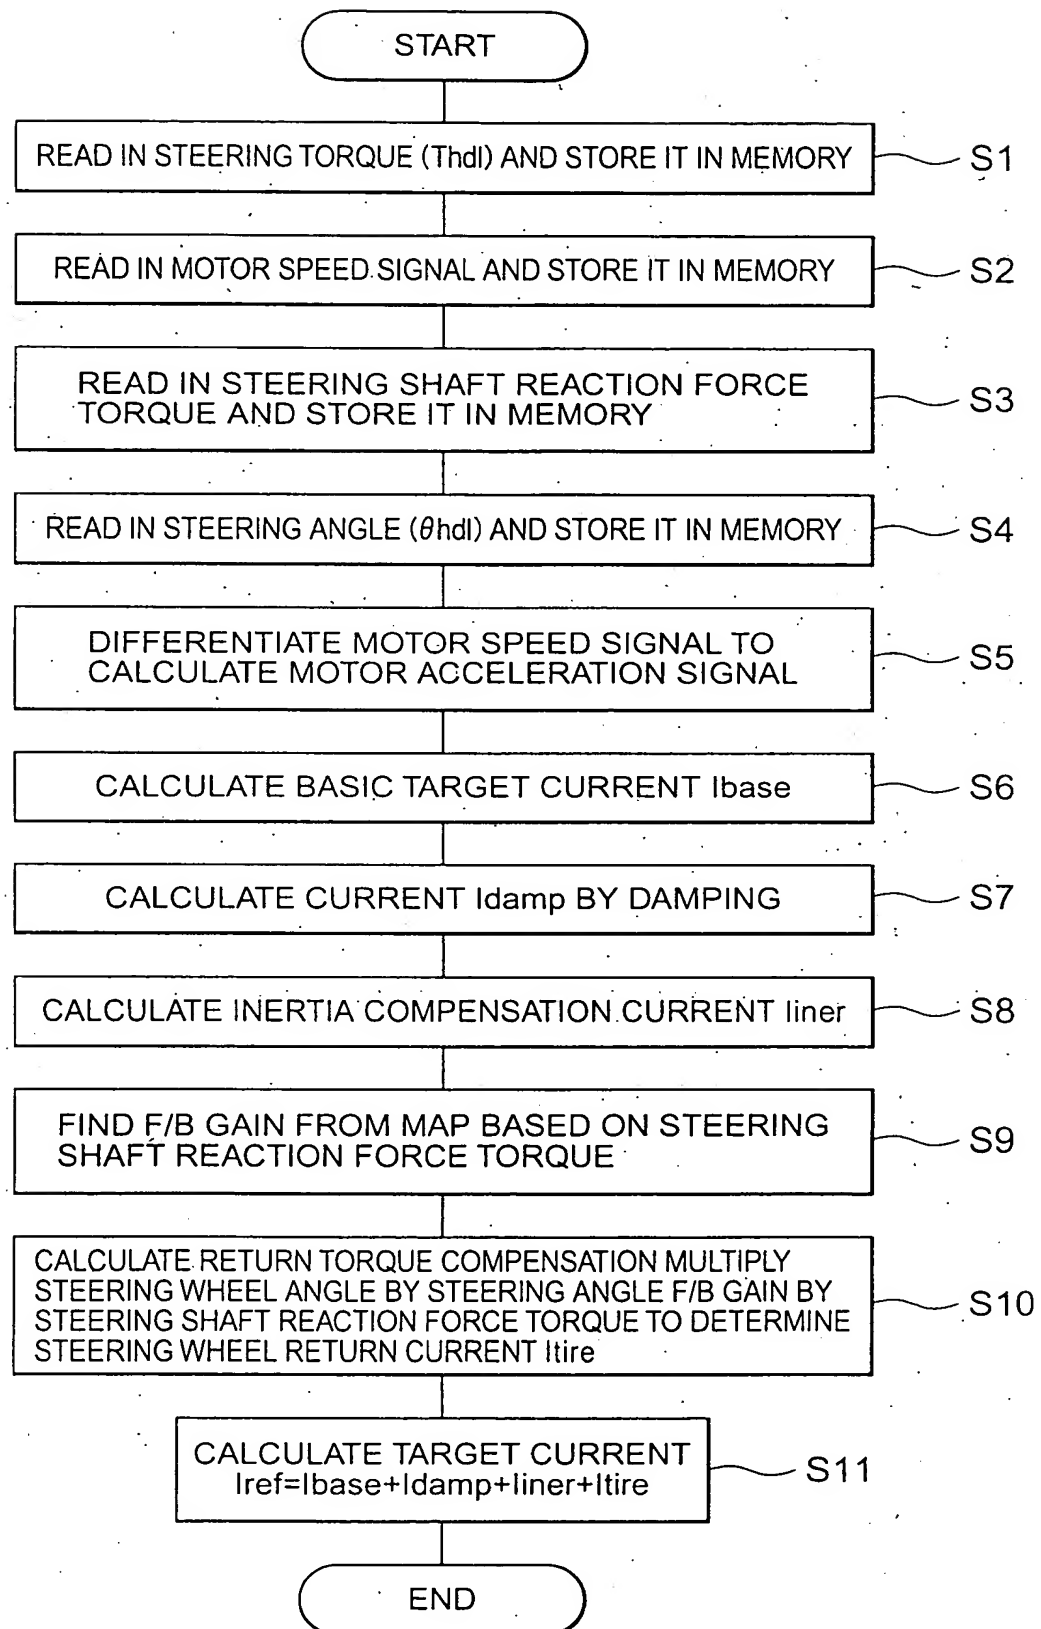 START
READ IN STEERING TORQUE (Thdl) AND STORE IT IN MEMORY
S1
READ IN MOTOR SPEED SIGNAL AND STORE IT IN MEMORY
S2
READ IN STEERING SHAFT REACTION FORCE
TORQUE AND STORE IT IN MEMORY
S3
READ IN STEERING ANGLE (θhdl) AND STORE IT IN MEMORY
S4
DIFFERENTIATE MOTOR SPEED SIGNAL TO
CALCULATE MOTOR ACCELERATION SIGNAL
S5
CALCULATE BASIC TARGET CURRENT Ibase
S6
CALCULATE CURRENT Idamp BY DAMPING
S7
CALCULATE INERTIA COMPENSATION CURRENT Iiner
S8
FIND F/B GAIN FROM MAP BASED ON STEERING
SHAFT REACTION FORCE TORQUE
S9
CALCULATE RETURN TORQUE COMPENSATION MULTIPLY
STEERING WHEEL ANGLE BY STEERING ANGLE F/B GAIN BY
STEERING SHAFT REACTION FORCE TORQUE TO DETERMINE
STEERING WHEEL RETURN CURRENT Itire
S10
CALCULATE TARGET CURRENT
Iref=Ibase+Idamp+Iiner+Itire
S11
END